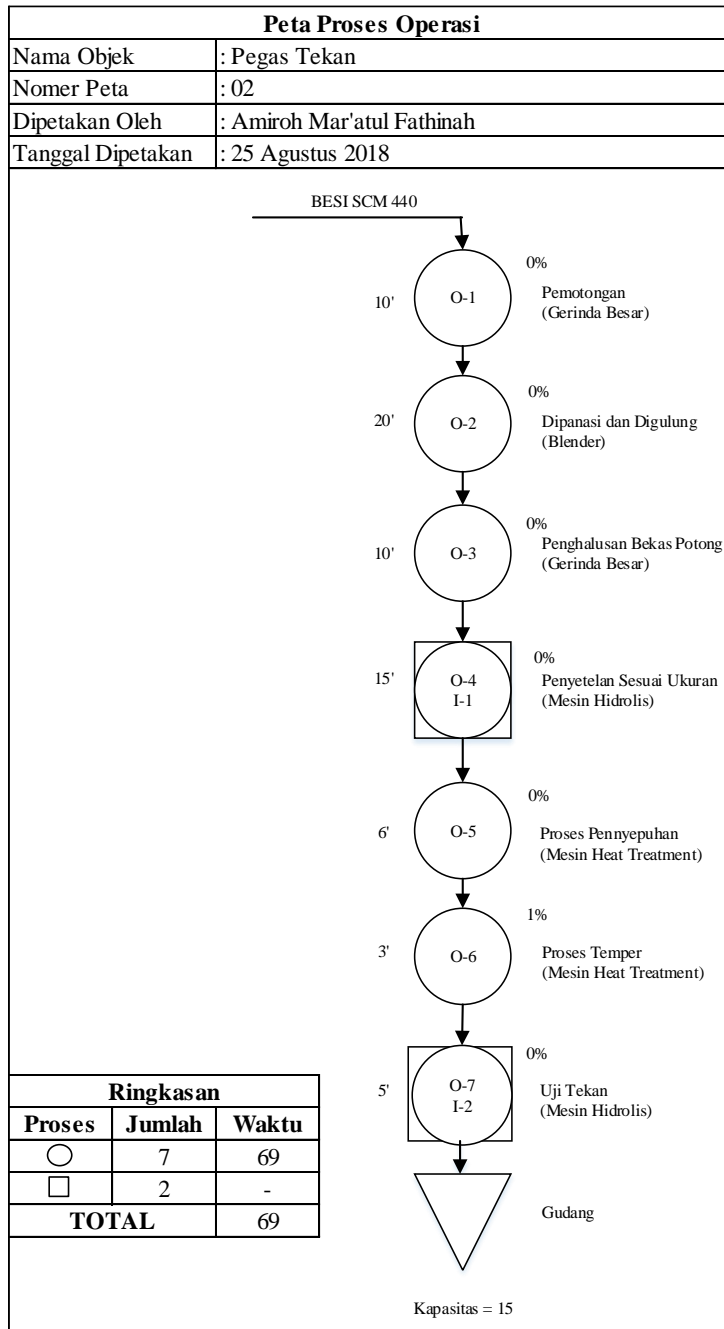 Peta Proses Operasi
Nama Objek : Pegas Tekan
Nomer Peta : 02
Dipetakan Oleh : Amiroh Mar'atul Fathinah
Tanggal Dipetakan : 25 Agustus 2018
BESI SCM 440
0%
10' O-1 Pemotongan
(Gerinda Besar)
0%
20' O-2 Dipanasi dan Digulung
(Blender)
0%
10' O-3 Penghalusan Bekas Potong
(Gerinda Besar)
0%
15' O-4 Penyetelan Sesuai Ukuran
I-1 (Mesin Hidrolis)
0%
6' O-5 Proses Pennyepuhan
(Mesin Heat Treatment)
1%
3' O-6 Proses Temper
(Mesin Heat Treatment)
0%
5' O-7 Uji Tekan
I-2 (Mesin Hidrolis)
Gudang
Kapasitas = 15
Ringkasan
Proses Jumlah Waktu
7 69
2 -
TOTAL 69